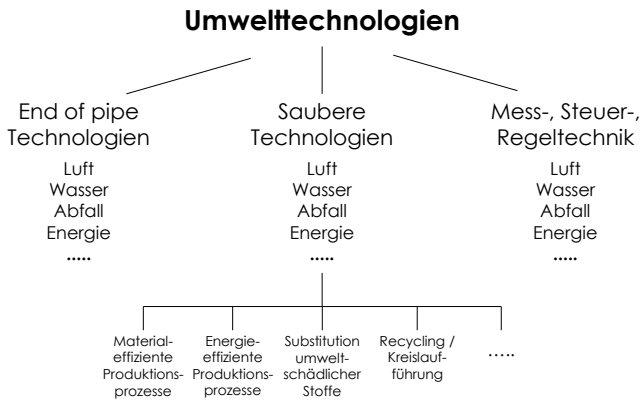 Umwelttechnologien
End of pipe
Technologien
Luft
Wasser
Abfall
Energie
.....
Saubere
Technologien
Luft
Wasser
Abfall
Energie
.....
Mess-, Steuer-,
Regeltechnik
Luft
Wasser
Abfall
Energie
.....
Material-
effiziente
Produktions-
prozesse
Energie-
effiziente
Produktions-
prozesse
Substitution
umwelt-
schädlicher
Stoffe
Recycling /
Kreislauf-
führung
.....